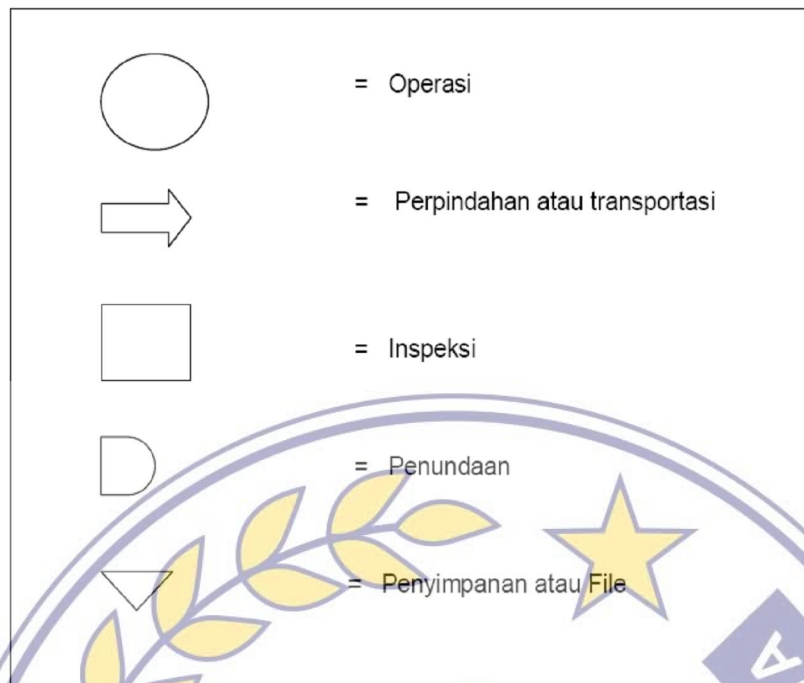 = Operasi
= Perpindahan atau transportasi
= Inspeksi
= Penundaan
= Penyimpanan atau File
A